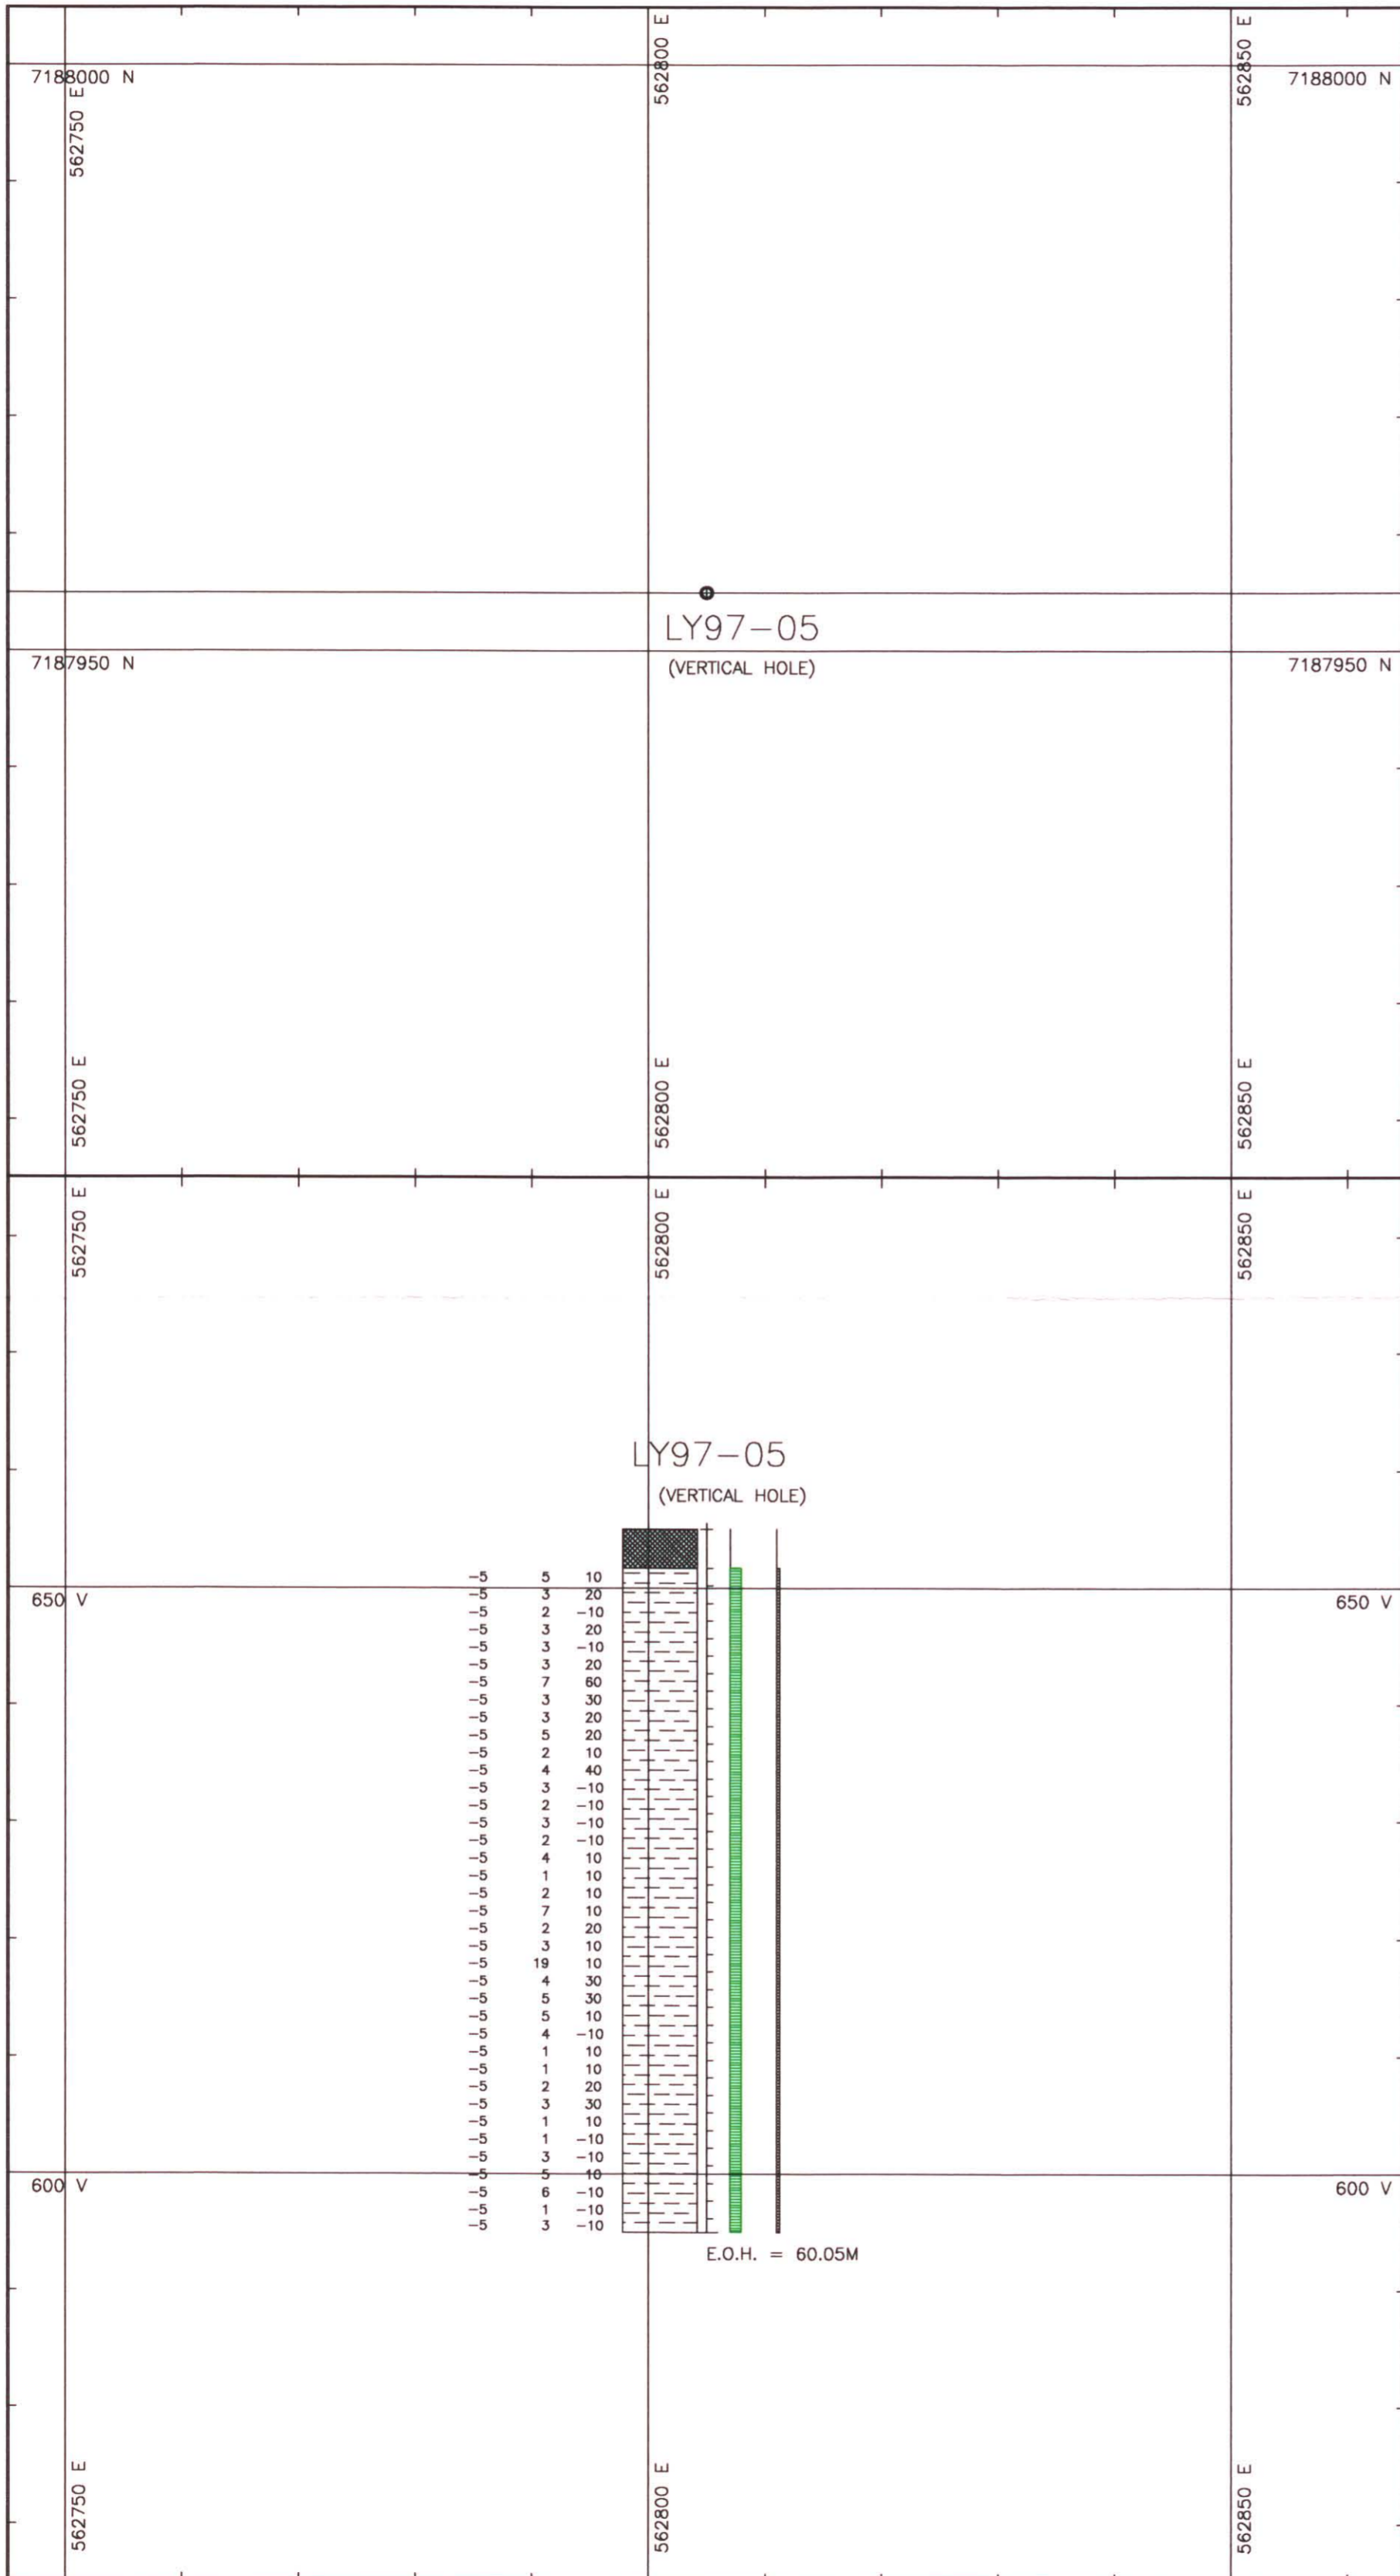 562800 E
562850 E
7188000 N
7188000 N
562750 E
LY97-05
7187950 N
(VERTICAL HOLE)
7187950 N
562750 E
562800 E
562850 E
562750 E
562800 E
562850 E
LY97-05
(VERTICAL HOLE)
-5 5 10
650 V
650 V
-5 3 20
-5 2 -10
-5 3 20
-5 3 -10
-5 3 20
-5 7 60
-5 3 30
-5 3 20
-5 5 20
-5 2 10
-5 4 40
-5 3 -10
-5 2 -10
-5 3 -10
-5 2 -10
-5 4 10
-5 1 10
-5 2 10
-5 7 10
-5 2 20
-5 3 10
-5 19 10
-5 4 30
-5 5 30
-5 5 10
-5 4 -10
-5 1 10
-5 1 10
-5 2 20
-5 3 30
-5 1 10
-5 1 -10
-5 3 -10
-5 5 10
600 V
600 V
-5 6 -10
-5 1 -10
-5 3 -10
E.O.H. = 60.05M
562750 E
562800 E
562850 E